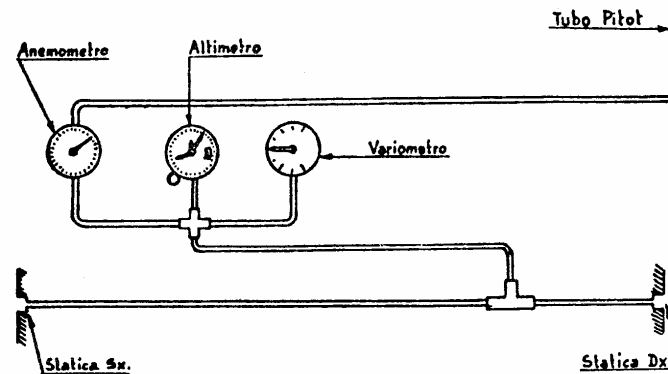 Tubo Pitot
Anemometro
Altimetro
Variometro
Statica Sx.
Statica Dx